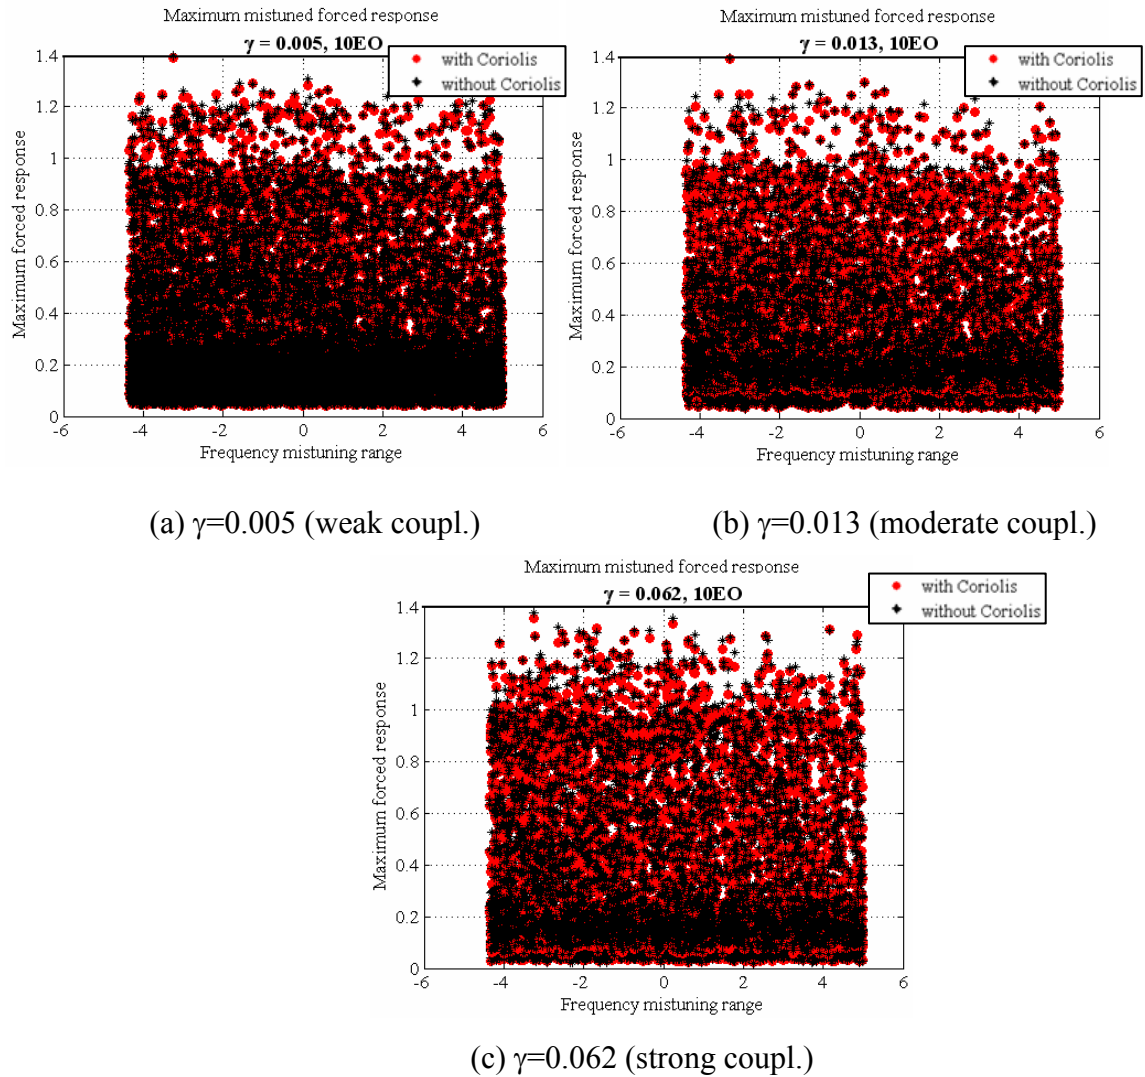 Maximum mistuned forced response
γ = 0.005, 10EO
with Coriolis
without Coriolis
1.4
1.2
1
0.8
0.6
0.4
0.2
0
Maximum forced response
-6
-4
-2
0
2
4
6
Frequency mistuning range
(a) γ=0.005 (weak coupl.)
Maximum mistuned forced response
γ = 0.013, 10EO
with Coriolis
without Coriolis
1.4
1.2
1
0.8
0.6
0.4
0.2
0
Maximum forced response
-6
-4
-2
0
2
4
6
Frequency mistuning range
(b) γ=0.013 (moderate coupl.)
Maximum mistuned forced response
γ = 0.062, 10EO
with Coriolis
without Coriolis
1.4
1.2
1
0.8
0.6
0.4
0.2
0
Maximum forced response
-6
-4
-2
0
2
4
6
Frequency mistuning range
(c) γ=0.062 (strong coupl.)